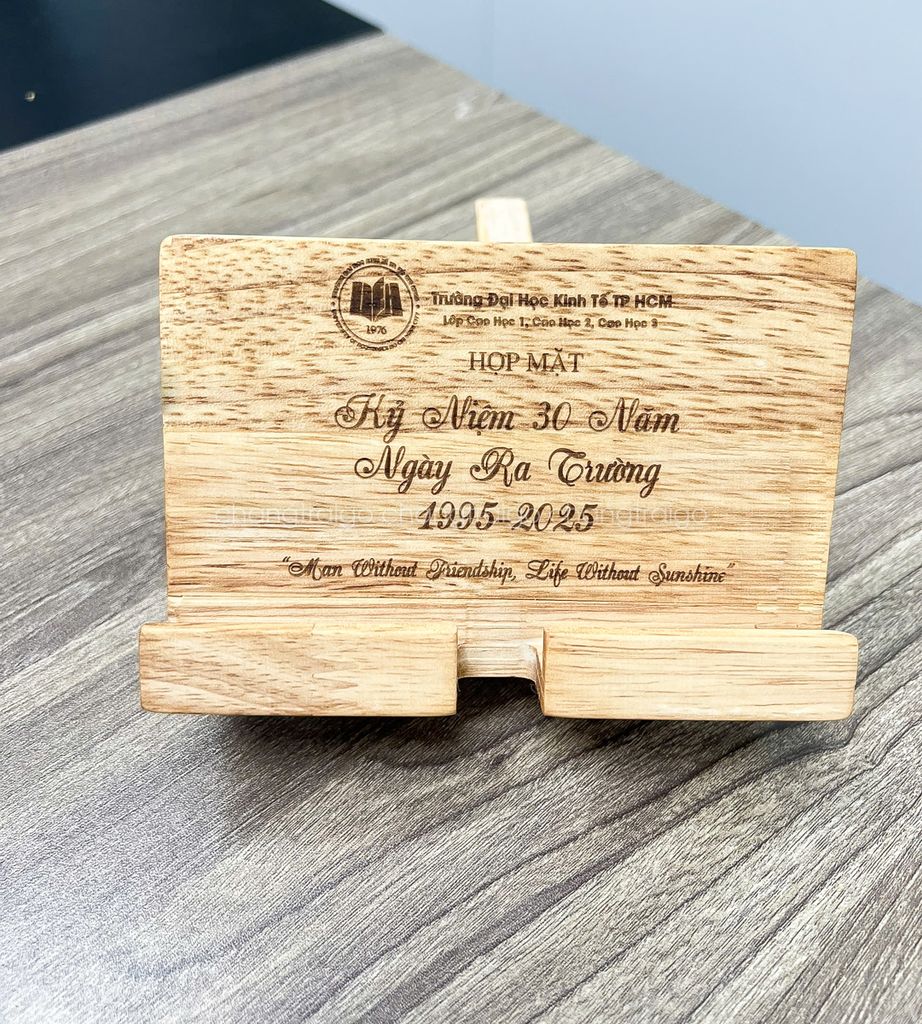 Trường Đại Học Kinh Tế TP HCM
Lớp Cao Học 1, Cao Học 2, Cao Học 3
1976
HỌP MẶT
Kỷ Niệm 30 Năm
Ngày Ra Trường
1995-2025
"Man Without Friendship, Life Without Sunshine"